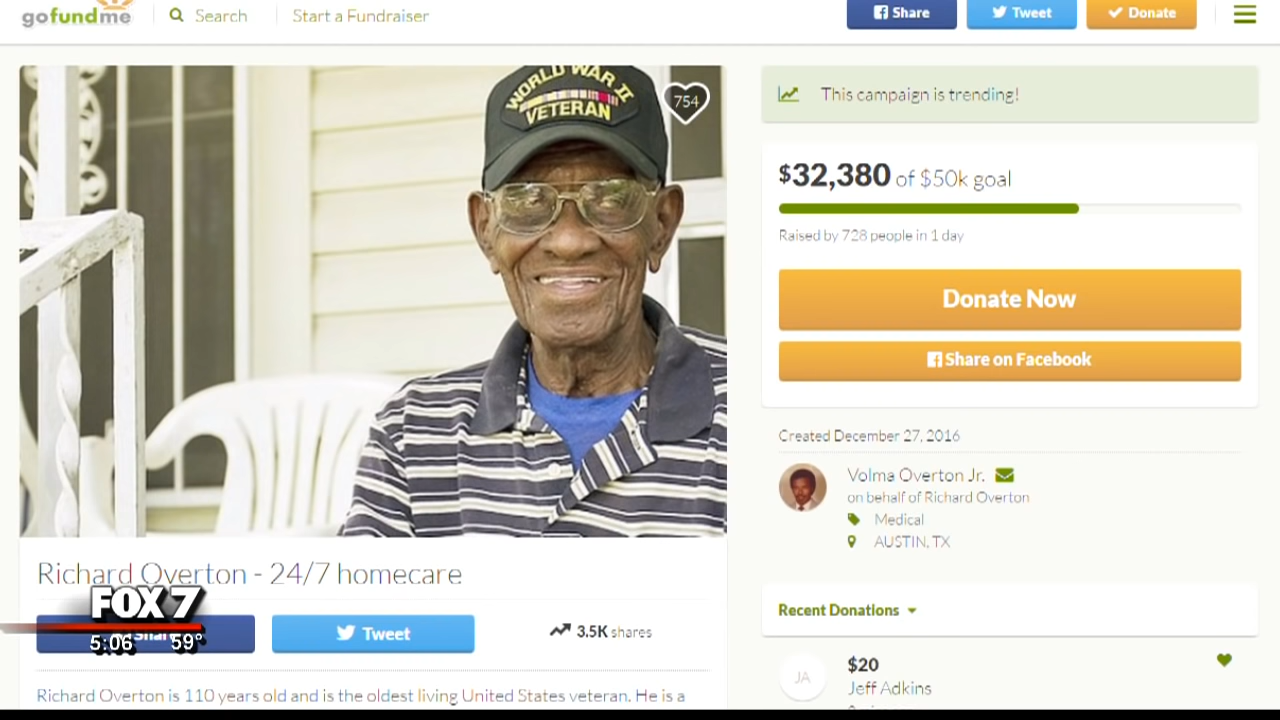 gofundme
Search
Start a Fundraiser
Share
Tweet
Donate
WORLD WAR II
VETERAN
754
This campaign is trending!
$32,380 of $50k goal
Raised by 728 people in 1 day
Donate Now
Share on Facebook
Created December 27, 2016
Volma Overton Jr.
on behalf of Richard Overton
Medical
AUSTIN, TX
Richard Overton - 24/7 homecare
FOX 7
5:06 59°
Share
Tweet
3.5K shares
Richard Overton is 110 years old and is the oldest living United States veteran. He is a
Recent Donations
JA
$20
Jeff Adkins